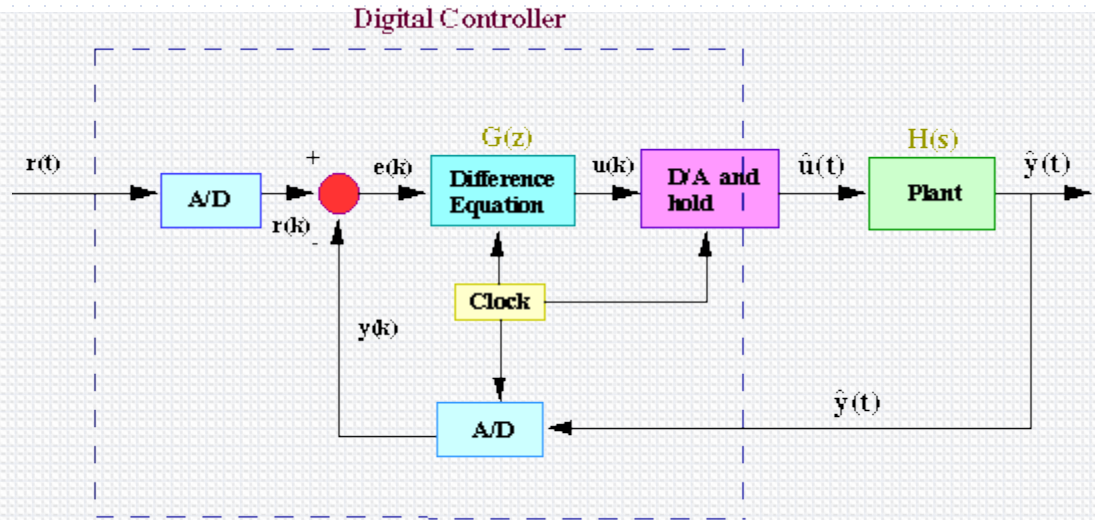 Digital Controller
G(z)
H(s)
r(t)
+
e(k)
u(k)
û(t)
ŷ(t)
A/D
Difference
Equation
D/A and
hold
Plant
r(k)
-
Clock
y(k)
ŷ(t)
A/D